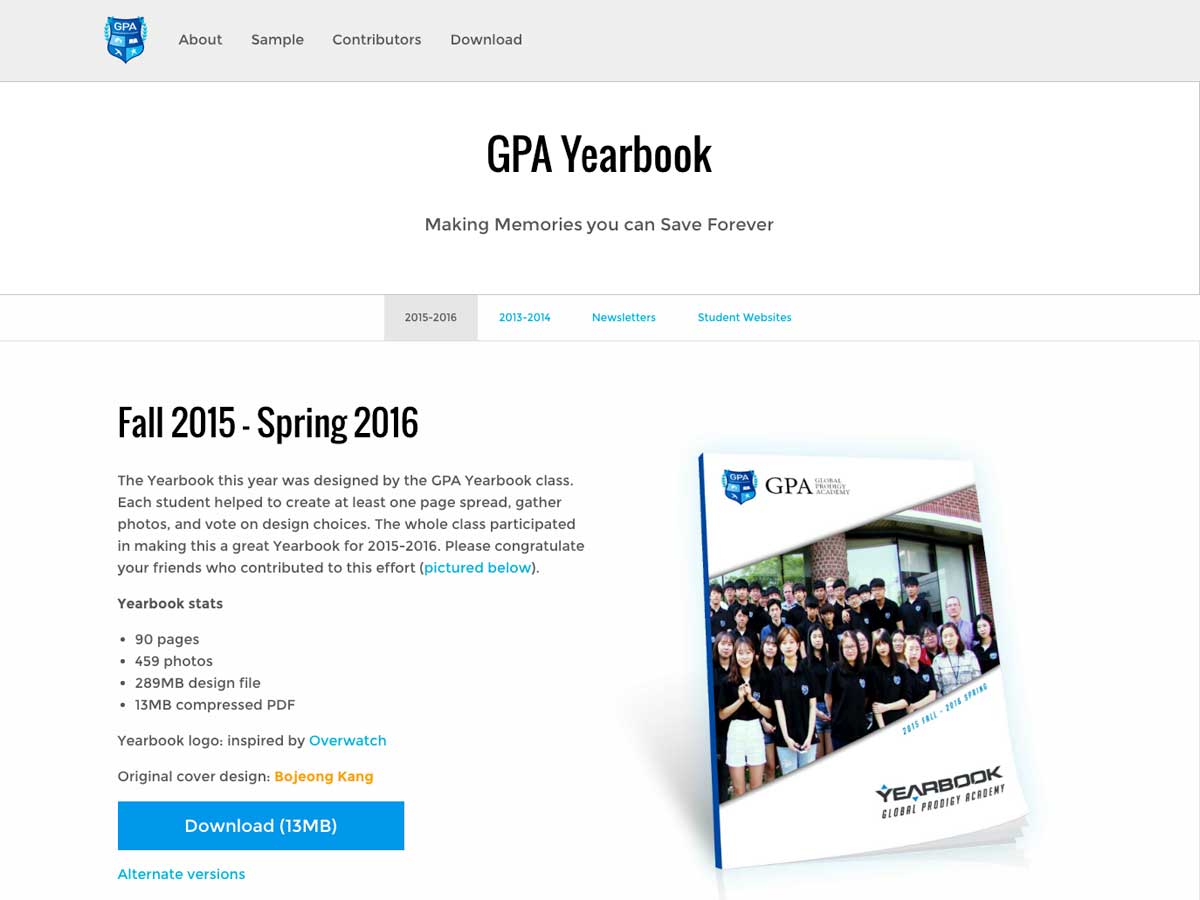 GPA
About Sample Contributors Download
GPA Yearbook
Making Memories you can Save Forever
2015-2016 2013-2014 Newsletters Student Websites
Fall 2015 - Spring 2016
The Yearbook this year was designed by the GPA Yearbook class.
Each student helped to create at least one page spread, gather
photos, and vote on design choices. The whole class participated
in making this a great Yearbook for 2015-2016. Please congratulate
your friends who contributed to this effort (pictured below).
Yearbook stats
• 90 pages
• 459 photos
• 289MB design file
• 13MB compressed PDF
Yearbook logo: inspired by Overwatch
Original cover design: Bojeong Kang
Download (13MB)
Alternate versions
GPA
GPA GLOBAL
PRODIGY
ACADEMY
2015 FALL - 2016 SPRING
YEARBOOK
GLOBAL PRODIGY ACADEMY